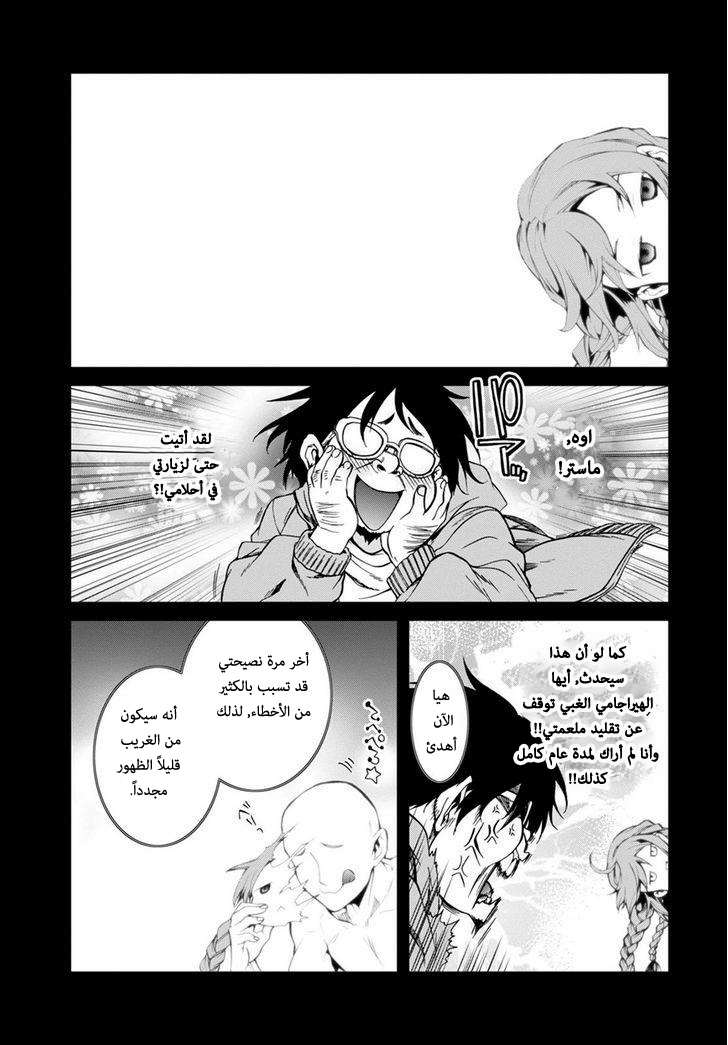 اوه,
ماستر!
لقد أتيت
حتىّ لزيارتي
في أحلامي!؟
كما لو أن هذا
سيحدث, أيها
الهيراجامي الغبي توقف
عن تقليد ملعمتي!!
وأنا لم أراك لمدة عام كامل
كذلك!!
هيا
الآن
أهدئ
أخر مرة نصيحتي
قد تسبب بالكثير
من الأخطاء, لذلك
أنه سيكون
من الغريب
قليلاً الظهور
مجدداً.